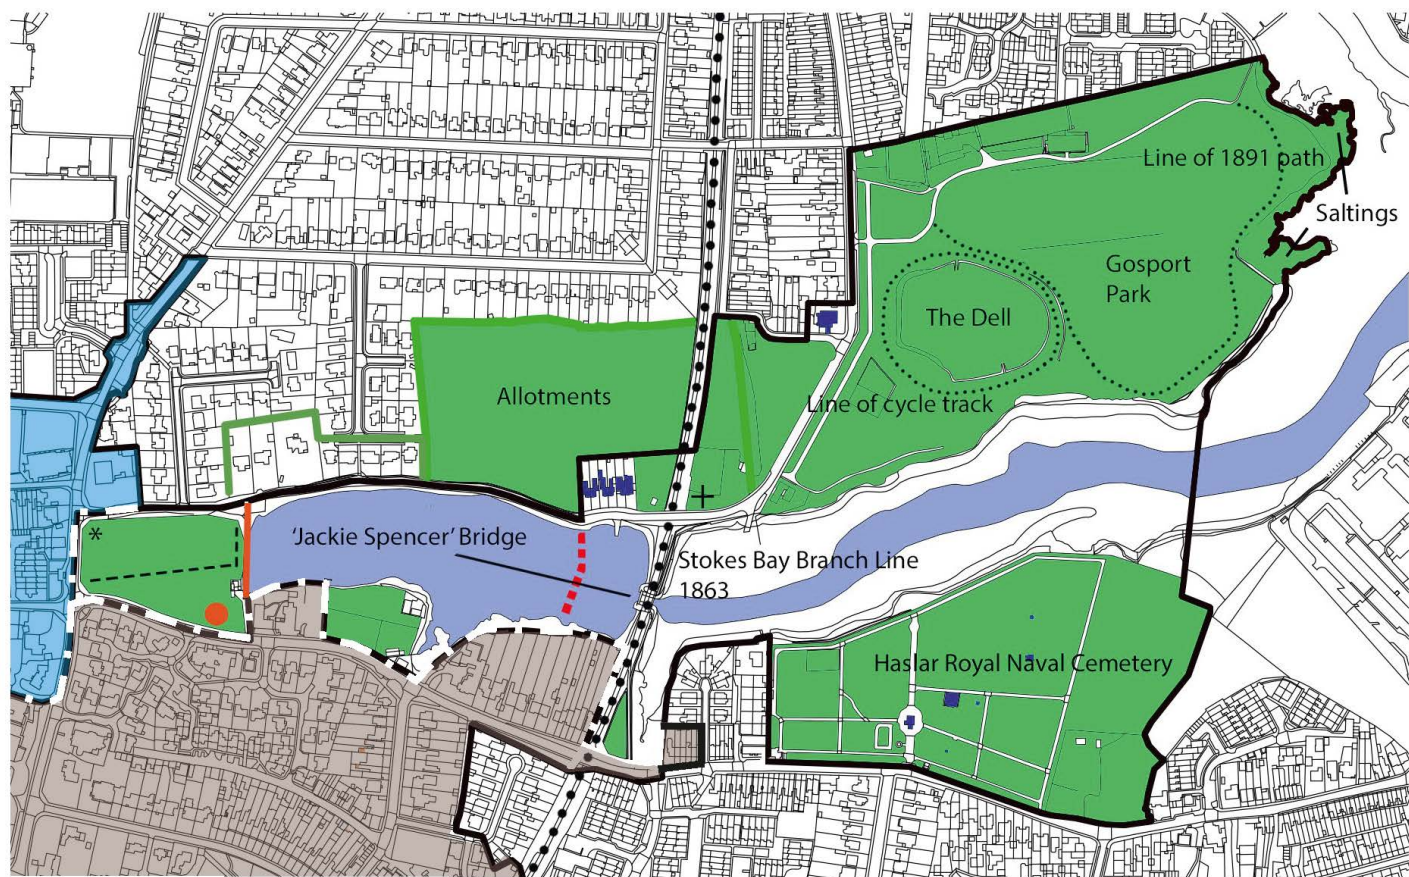 Line of 1891 path
Saltings
Gosport
Park
The Dell
Allotments
Line of cycle track
*
'Jackie Spencer' Bridge
Stokes Bay Branch Line
1863
Haslar Royal Naval Cemetery